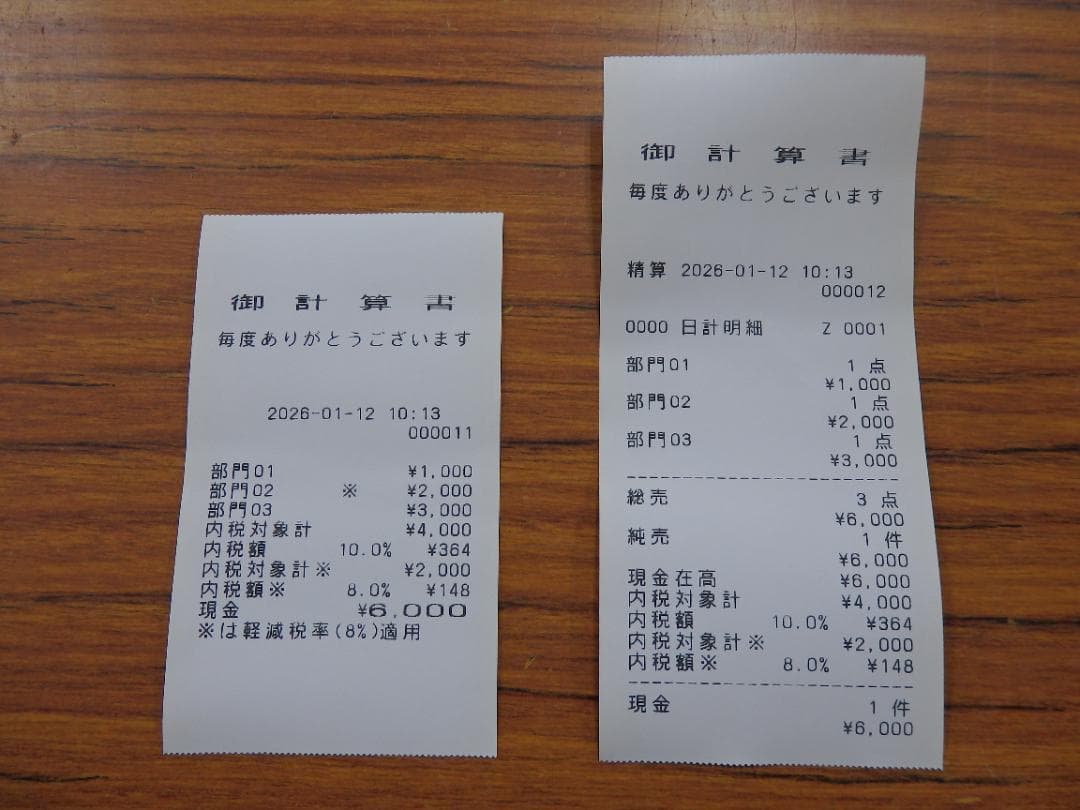 御 計 算 書
毎度ありがとうございます
2026-01-12 10:13
000011
部門01 ¥1,000
部門02 ※ ¥2,000
部門03 ¥3,000
内税対象計 ¥4,000
内税額 10.0% ¥364
内税対象計※ ¥2,000
内税額※ 8.0% ¥148
現金 ¥6,000
※は軽減税率(8%)適用
御 計 算 書
毎度ありがとうございます
精算 2026-01-12 10:13
000012
0000 日計明細 Z 0001
部門01 1 点
¥1,000
部門02 1 点
¥2,000
部門03 1 点
¥3,000
総売 3 点
¥6,000
純売 1 件
¥6,000
現金在高 ¥6,000
内税対象計 ¥4,000
内税額 10.0% ¥364
内税対象計※ ¥2,000
内税額※ 8.0% ¥148
現金 1 件
¥6,000